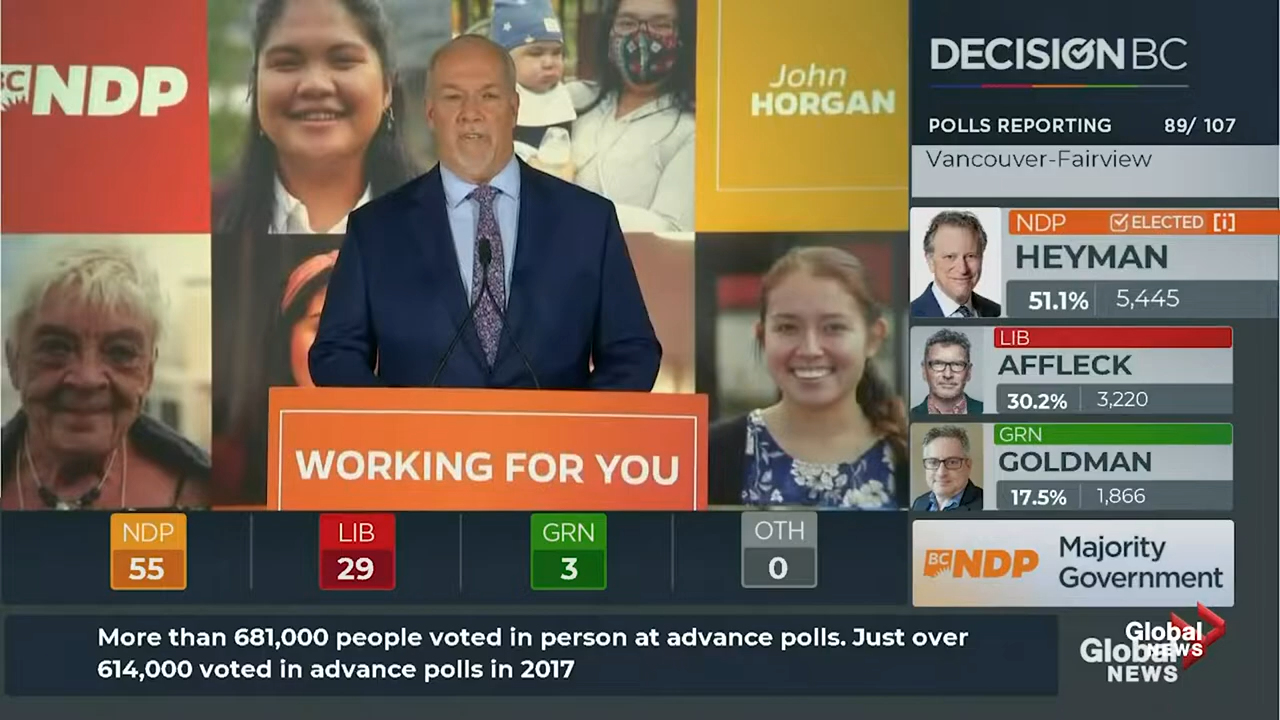 BC NDP
John
HORGAN
WORKING FOR YOU
DECISION BC
POLLS REPORTING 89/ 107
Vancouver-Fairview
NDP ELECTED [i]
HEYMAN
51.1% 5,445
LIB
AFFLECK
30.2% 3,220
GRN
GOLDMAN
17.5% 1,866
BC NDP
Majority
Government
NDP
55
LIB
29
GRN
3
OTH
0
More than 681,000 people voted in person at advance polls. Just over
614,000 voted in advance polls in 2017
Global
NEWS
Global
NEWS